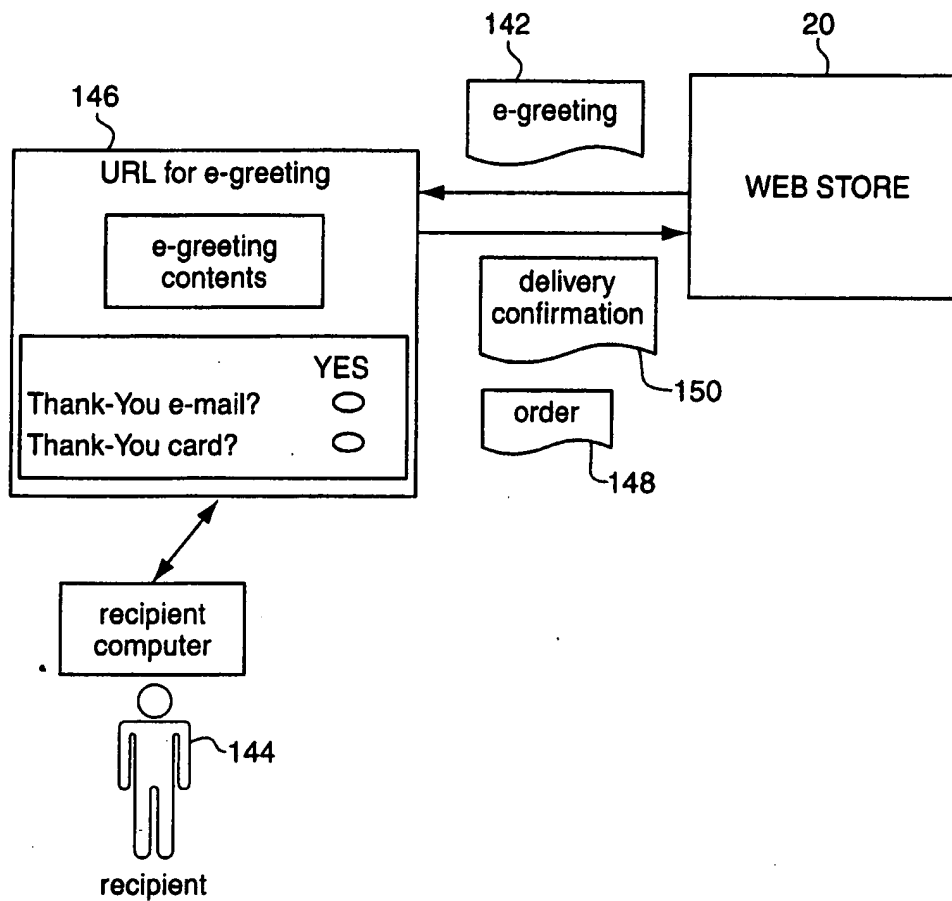 142
20
146
e-greeting
URL for e-greeting
WEB STORE
e-greeting
contents
delivery
confirmation
150
YES
Thank-You e-mail?
Thank-You card?
order
148
recipient
computer
144
recipient